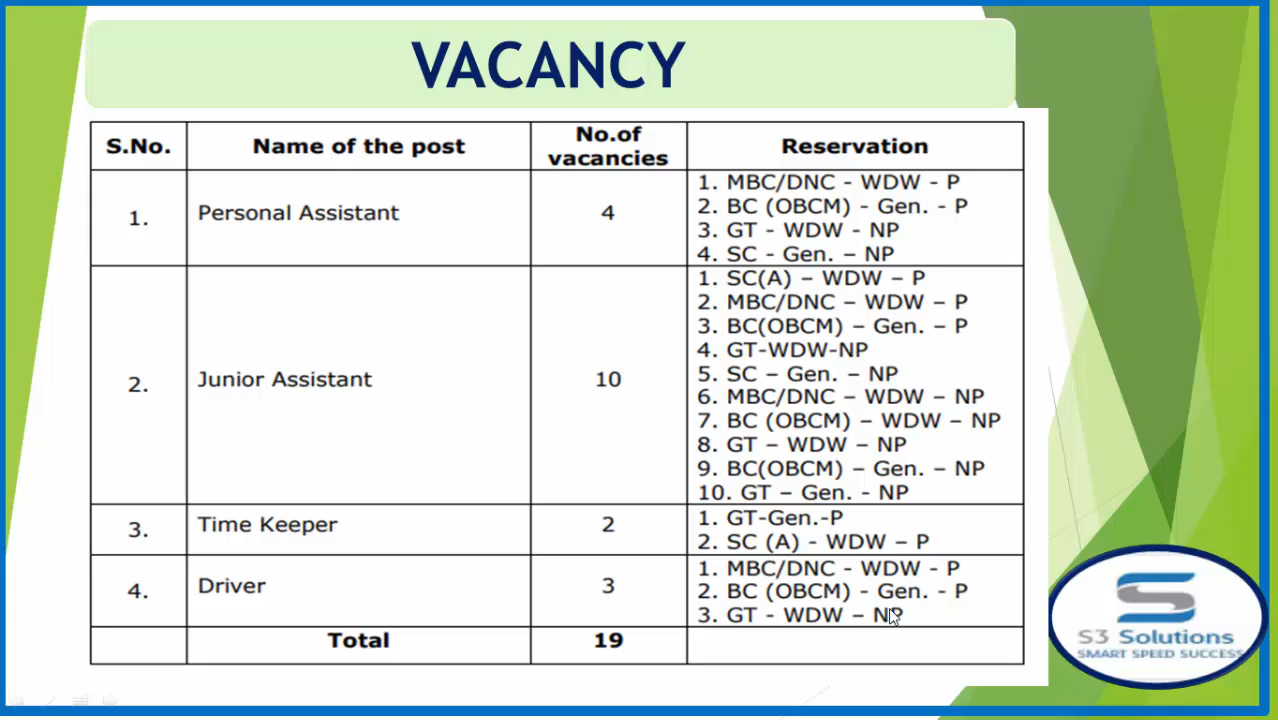 VACANCY
S.No. Name of the post No.of vacancies Reservation
1. Personal Assistant 4
1. MBC/DNC - WDW - P
2. BC (OBCM) - Gen. - P
3. GT - WDW - NP
4. SC - Gen. – NP
2. Junior Assistant 10
1. SC(A) – WDW – P
2. MBC/DNC – WDW – P
3. BC(OBCM) – Gen. – P
4. GT-WDW-NP
5. SC – Gen. – NP
6. MBC/DNC – WDW – NP
7. BC (OBCM) – WDW – NP
8. GT – WDW – NP
9. BC(OBCM) – Gen. – NP
10. GT – Gen. - NP
3. Time Keeper 2
1. GT-Gen.-P
2. SC (A) - WDW – P
4. Driver 3
1. MBC/DNC - WDW - P
2. BC (OBCM) - Gen. - P
3. GT - WDW – NP
Total 19
S3 Solutions
SMART SPEED SUCCESS